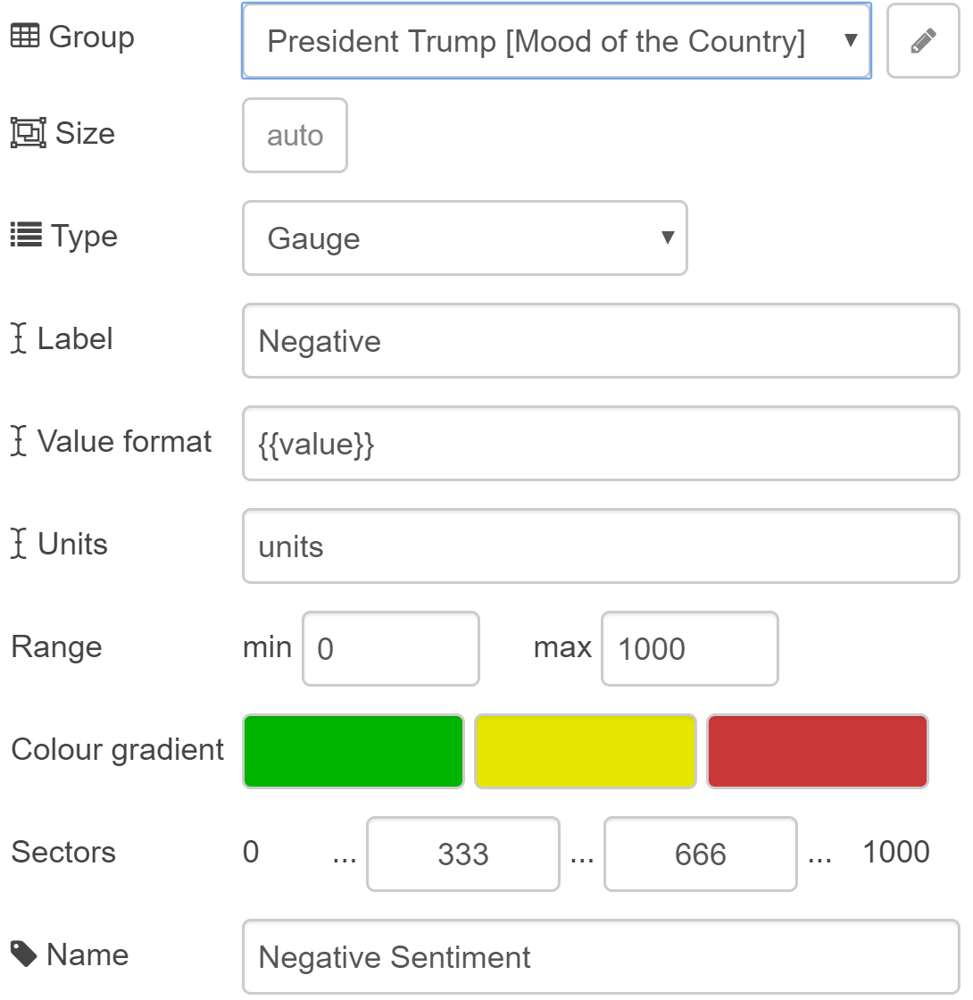 Group President Trump [Mood of the Country]
Size auto
Type Gauge
Label Negative
Value format {{value}}
Units units
Range min 0 max 1000
Colour gradient
Sectors 0 ... 333 ... 666 ... 1000
Name Negative Sentiment